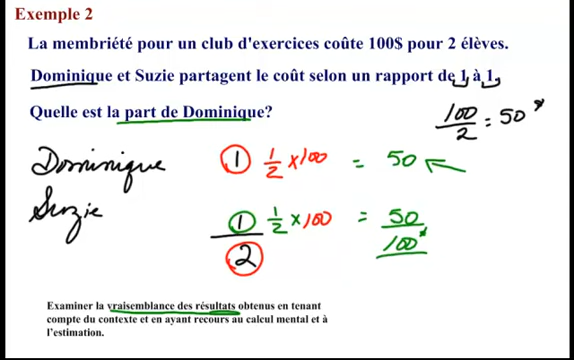 Exemple 2
La membriété pour un club d'exercices coûte 100$ pour 2 élèves.
Dominique et Suzie partagent le coût selon un rapport de 1 à 1.
Quelle est la part de Dominique?
100/2 = 50*
Dominique 1 1/2 x 100 = 50 ←
Suzie 1 1/2 x 100 = 50
2 100*
Examiner la vraisemblance des résultats obtenus en tenant
compte du contexte et en ayant recours au calcul mental et à
l'estimation.